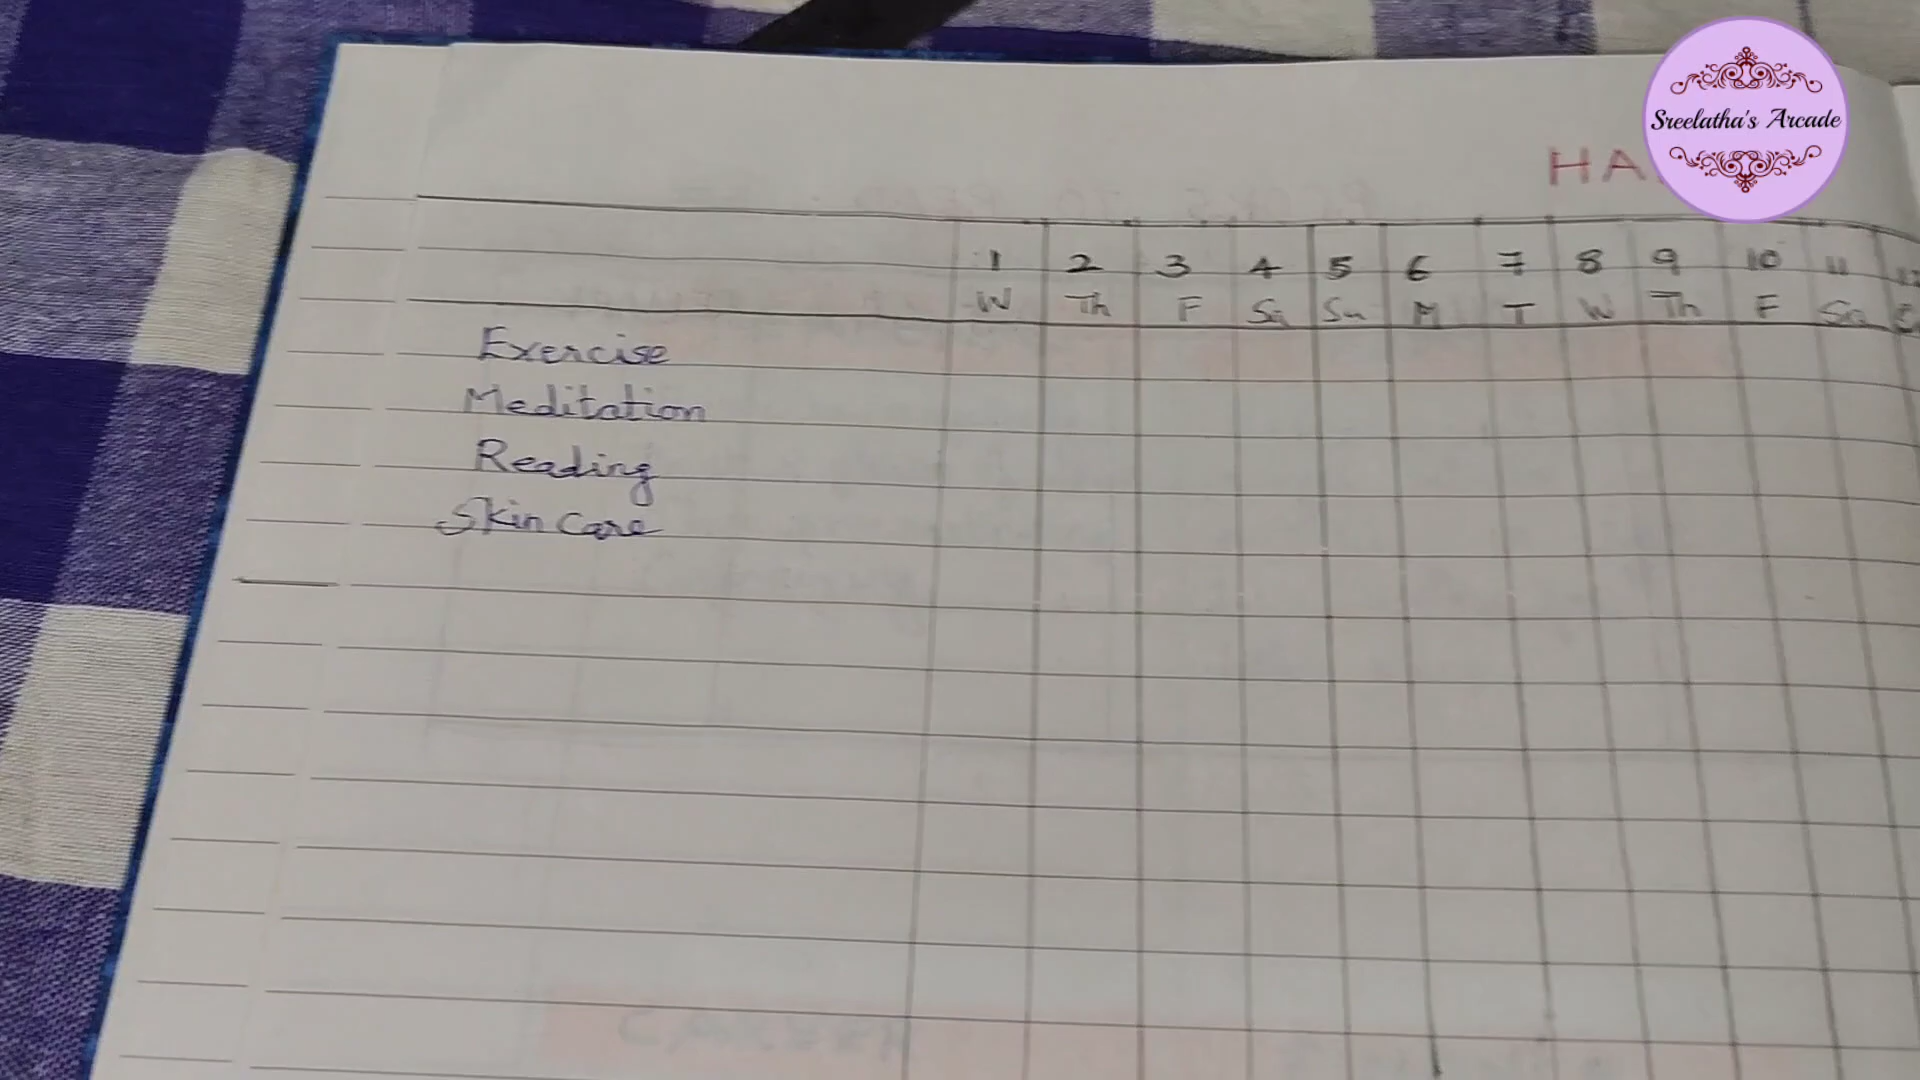 Sreelatha's Arcade
HA
1 2 3 4 5 6 7 8 9 10 11 12
W Th F Sa Su M T W Th F Sa
Exercise
Meditation
Reading
Skin Care